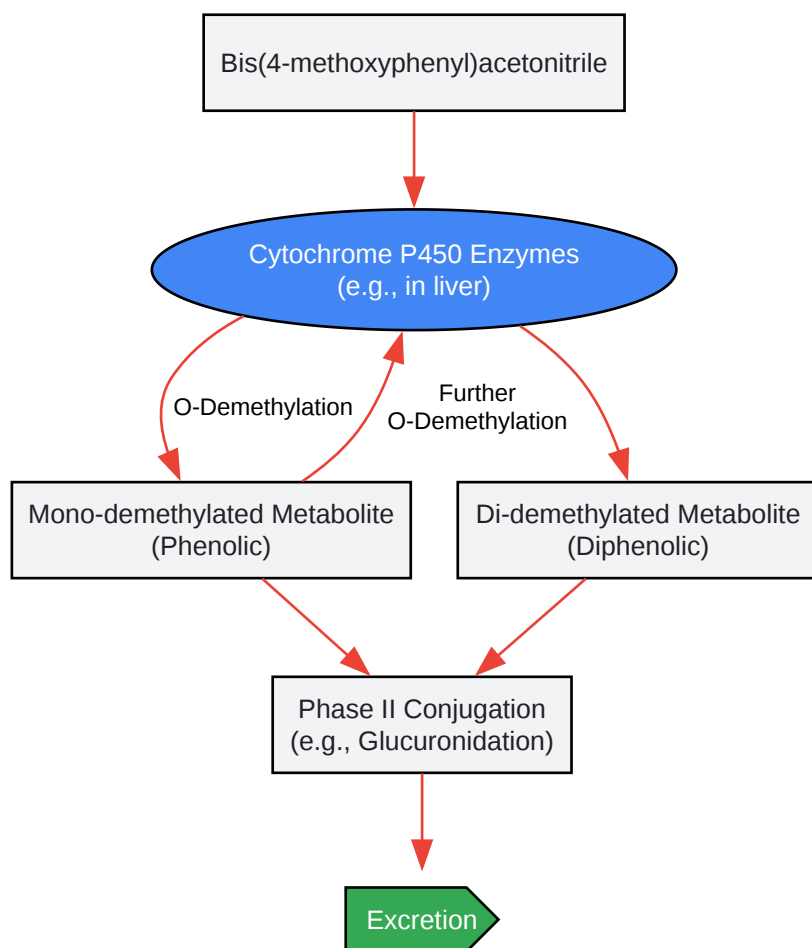 Bis(4-methoxyphenyl)acetonitrile
Cytochrome P450 Enzymes
(e.g., in liver)
O-Demethylation
Further
O-Demethylation
Mono-demethylated Metabolite
(Phenolic)
Di-demethylated Metabolite
(Diphenolic)
Phase II Conjugation
(e.g., Glucuronidation)
Excretion